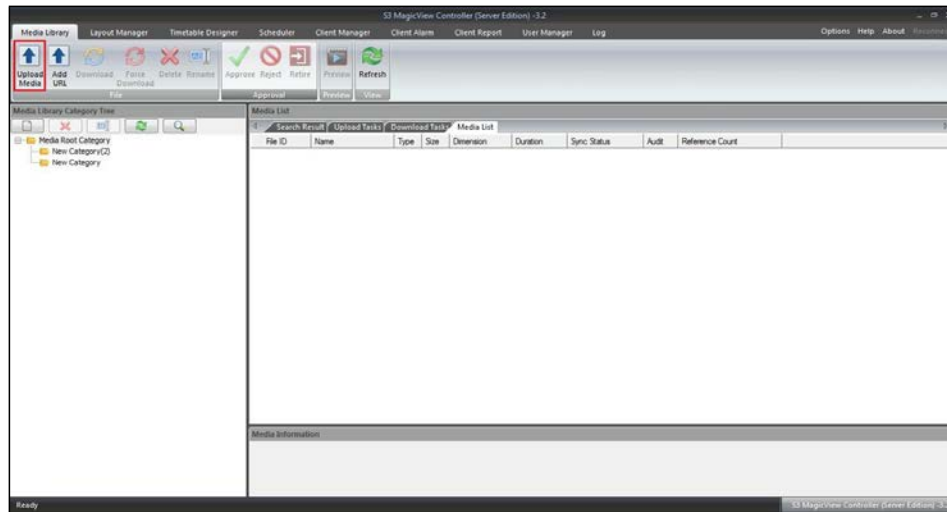 S3 MagicView Controller (Server Edition) -3.2
Media Library Layout Manager Timetable Designer Scheduler Client Manager Client Alarm Client Report User Manager Log Options Help About
Upload Media Add URL Download Force Download Delete Rename Approve Reject Retire Preview Refresh
File Approval Preview View
Media Library Category Tree Media List
Search Result Upload Tasks Download Tasks Media List
File ID Name Type Size Dimension Duration Sync Status Audit Reference Count
Media Root Category
New Category(2)
New Category
Media Information
Ready S3 MagicView Controller (Server Edition) -3.